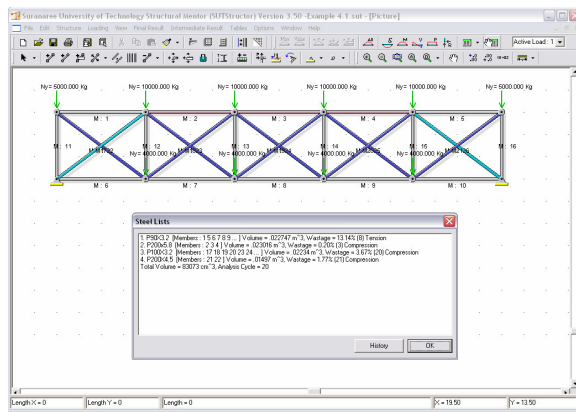 Suranaree University of Technology Structural Mentor (SUTStructor) Version 3.50 -Example 4.1.sut - [Picture]
File Edit Structure Loading View Final Result Intermediate Result Tables Options Window Help
Active Load : 1
Ny= 5000.000 Kg Ny= 10000.000 Kg Ny= 10000.000 Kg Ny= 10000.000 Kg Ny= 10000.000 Kg Ny= 5000.000 Kg
M : 1 M : 2 M : 3 M : 4 M : 5
M : 11 M : 12 M : 13 M : 14 M : 15 M : 16
Ny= 4000.000 Kg Ny= 4000.000 Kg Ny= 4000.000 Kg Ny= 4000.000 Kg
M : 6 M : 7 M : 8 M : 9 M : 10
Steel Lists
1. P90X3.2 [Members : 1 5 6 7 8 9 ... ] Volume = .022747 m^3, Wastage = 13.14% (8) Tension
2. P200x5.8 [Members : 2 3 4 ] Volume = .023016 m^3, Wastage = 0.20% (3) Compression
3. P100X3.2 [Members : 17 18 19 20 23 24 ... ] Volume = .02234 m^3, Wastage = 3.67% (20) Compression
4. P200X4.5 [Members : 21 22 ] Volume = .01497 m^3, Wastage = 1.77% (21) Compression
Total Volume = 83073 cm^3, Analysis Cycle = 20
History OK
Length X = 0 Length Y = 0 Length = 0 X = 19.50 Y = 13.50